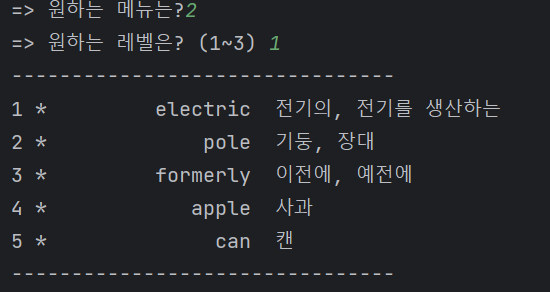 => 원하는 메뉴는?2
=> 원하는 레벨은? (1~3) 1
--------------------------------
1 *         electric  전기의, 전기를 생산하는
2 *             pole  기둥, 장대
3 *         formerly  이전에, 예전에
4 *            apple  사과
5 *              can  캔
--------------------------------